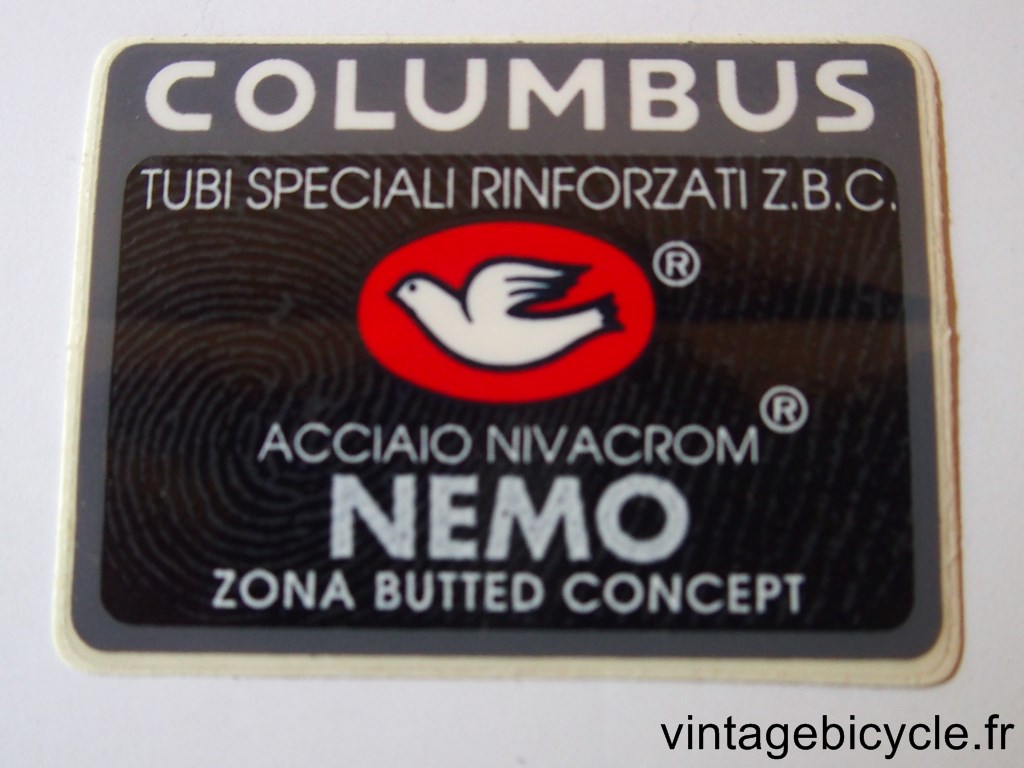 COLUMBUS
TUBI SPECIALI RINFORZATI Z.B.C.
®
ACCIAIO NIVACROM®
NEMO
ZONA BUTTED CONCEPT
vintagebicycle.fr